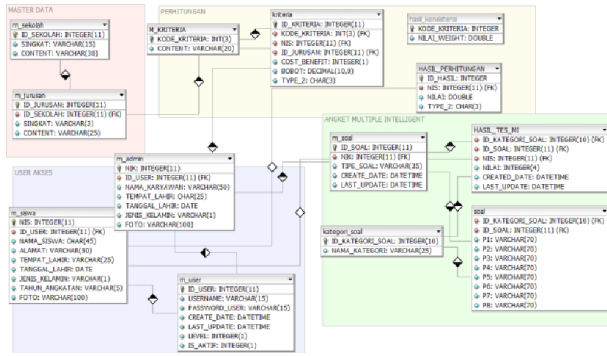 MASTER DATA
m_sekolah
ID_SEKOLAH: INTEGER(11)
SINGKAT: VARCHAR(15)
CONTENT: VARCHAR(38)
m_jurusan
ID_JURUSAN: INTEGER(11)
ID_SEKOLAH: INTEGER(11) (FK)
SINGKAT: VARCHAR(3)
CONTENT: VARCHAR(25)
PERHITUNGAN
M_KRITERIA
KODE_KRITERIA: INT(3)
CONTENT: VARCHAR(20)
kriteria
ID_KRITERIA: INTEGER(11)
KODE_KRITERIA: INT(3) (FK)
NIS: INTEGER(11) (FK)
ID_JURUSAN: INTEGER(11) (FK)
COST_BENEFIT: INTEGER(1)
BOBOT: DECIMAL(10,8)
TYPE_2: CHAR(3)
KODE_KRITERIA: INTEGER
NILAI_WEIGHT: DOUBLE
HASIL_PERHITUNGAN
ID_HASIL: INTEGER
NIS: INTEGER(11) (FK)
NILAI: DOUBLE
TYPE_2: CHAR(3)
USER AKSES
m_admin
NIK: INTEGER(11)
ID_USER: INTEGER(11) (FK)
NAMA_KARYAWAN: VARCHAR(50)
TEMPAT_LAHIR: CHAR(25)
TANGGAL_LAHIR: DATE
JENIS_KELAMIN: VARCHAR(1)
FOTO: VARCHAR(100)
m_siswa
NIS: INTEGER(11)
ID_USER: INTEGER(11) (FK)
NAMA_SISWA: CHAR(45)
ALAMAT: VARCHAR(50)
TEMPAT_LAHIR: VARCHAR(25)
TANGGAL_LAHIR: DATE
JENIS_KELAMIN: VARCHAR(1)
TAHUN_ANGKATAN: VARCHAR(5)
FOTO: VARCHAR(100)
m_user
ID_USER: INTEGER(11)
USERNAME: VARCHAR(15)
PASSWORD_USER: VARCHAR(15)
CREATE_DATE: DATETIME
LAST_UPDATE: DATETIME
LEVEL: INTEGER(1)
IS_AKTIF: INTEGER(1)
ANGKET MULTIPLE INTELLIGENT
m_soal
ID_SOAL: INTEGER(11)
NIK: INTEGER(11) (FK)
TIPE_SOAL: VARCHAR(35)
CREATE_DATE: DATETIME
LAST_UPDATE: DATETIME
kategori_soal
ID_KATEGORI_SOAL: INTEGER(10)
NAMA_KATEGORI: VARCHAR(25)
HASIL_TES_MI
ID_KATEGORI_SOAL: INTEGER(10) (FK)
ID_SOAL: INTEGER(11) (FK)
NIS: INTEGER(11) (FK)
NILAI: INTEGER(4)
CREATED_DATE: DATETIME
LAST_UPDATE: DATETIME
soal
ID_KATEGORI_SOAL: INTEGER(10) (FK)
ID_SOAL: INTEGER(11) (FK)
P1: VARCHAR(70)
P2: VARCHAR(70)
P3: VARCHAR(70)
P4: VARCHAR(70)
P5: VARCHAR(70)
P6: VARCHAR(70)
P7: VARCHAR(70)
P8: VARCHAR(70)